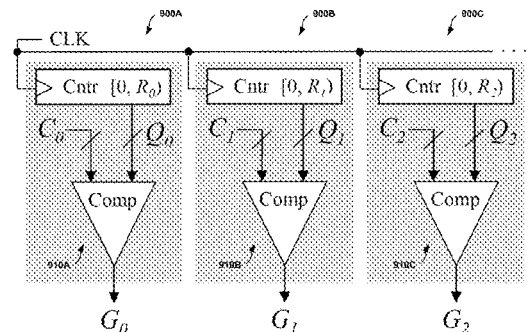 900A 900B 900C
CLK
Cntr [0, R₀) Cntr [0, R₁) Cntr [0, R₂)
C₀ Q₀ C₁ Q₁ C₂ Q₂
Comp Comp Comp
910A 910B 910C
G₀ G₁ G₂